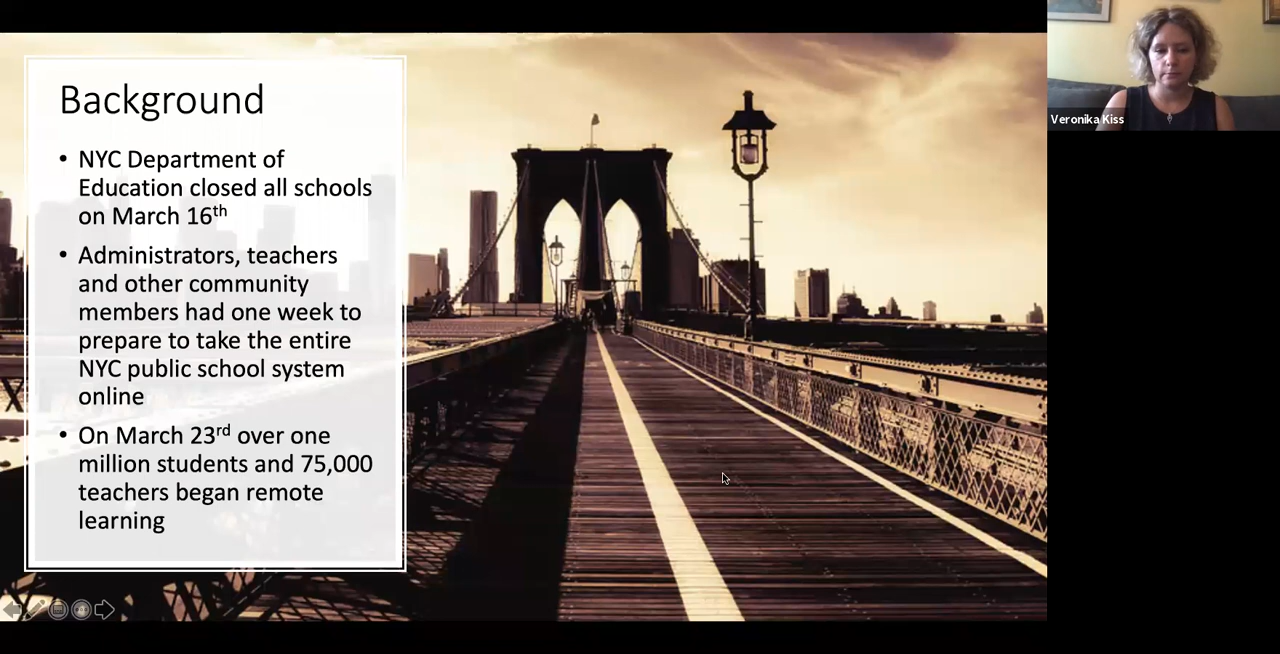 Background
• NYC Department of
Education closed all schools
on March 16th
• Administrators, teachers
and other community
members had one week to
prepare to take the entire
NYC public school system
online
• On March 23rd over one
million students and 75,000
teachers began remote
learning
Veronika Kiss